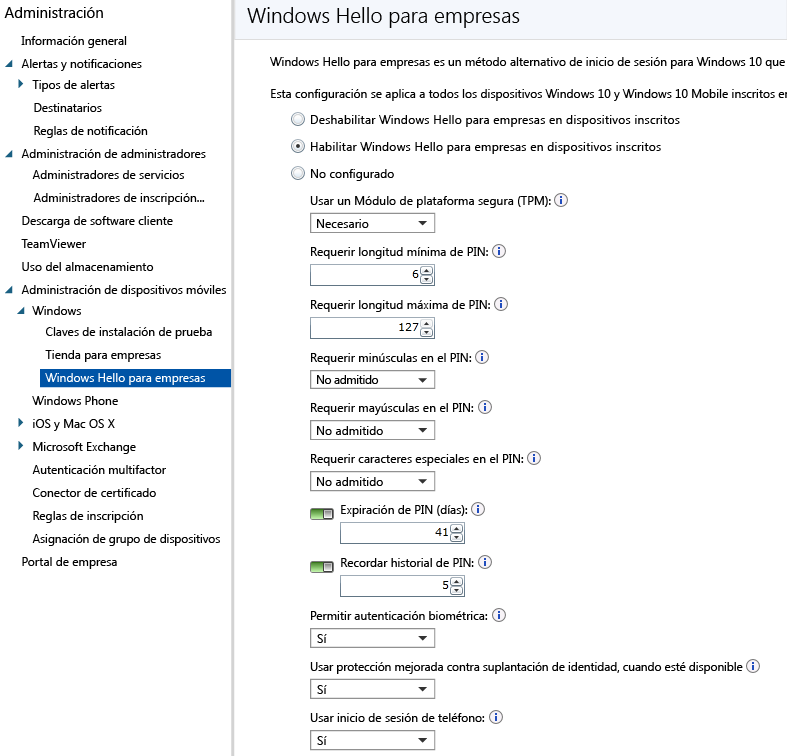 Administración
Información general
Alertas y notificaciones
Tipos de alertas
Destinatarios
Reglas de notificación
Administración de administradores
Administradores de servicios
Administradores de inscripción...
Descarga de software cliente
TeamViewer
Uso del almacenamiento
Administración de dispositivos móviles
Windows
Claves de instalación de prueba
Tienda para empresas
Windows Hello para empresas
Windows Phone
iOS y Mac OS X
Microsoft Exchange
Autenticación multifactor
Conector de certificado
Reglas de inscripción
Asignación de grupo de dispositivos
Portal de empresa
Windows Hello para empresas
Windows Hello para empresas es un método alternativo de inicio de sesión para Windows 10 que
Esta configuración se aplica a todos los dispositivos Windows 10 y Windows 10 Mobile inscritos en
Deshabilitar Windows Hello para empresas en dispositivos inscritos
Habilitar Windows Hello para empresas en dispositivos inscritos
No configurado
Usar un Módulo de plataforma segura (TPM):
Necesario
Requerir longitud mínima de PIN:
6
Requerir longitud máxima de PIN:
127
Requerir minúsculas en el PIN:
No admitido
Requerir mayúsculas en el PIN:
No admitido
Requerir caracteres especiales en el PIN:
No admitido
Expiración de PIN (días):
41
Recordar historial de PIN:
5
Permitir autenticación biométrica:
Sí
Usar protección mejorada contra suplantación de identidad, cuando esté disponible
Sí
Usar inicio de sesión de teléfono:
Sí